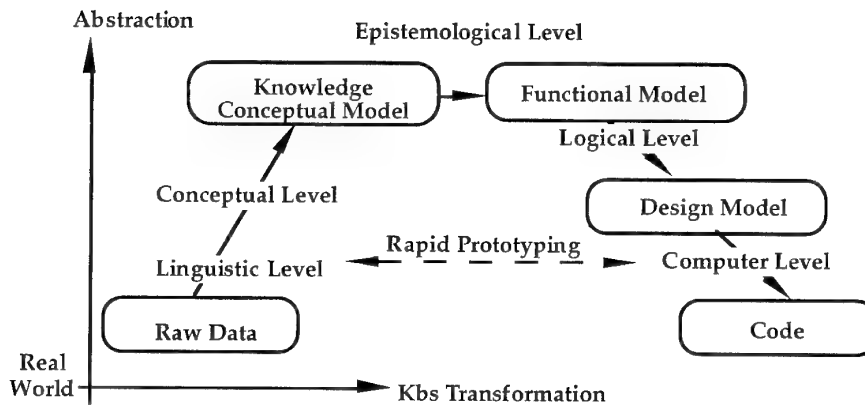 Abstraction
Epistemological Level
Knowledge
Conceptual Model
Functional Model
Logical Level
Conceptual Level
Design Model
Rapid Prototyping
Linguistic Level
Computer Level
Raw Data
Code
Real
World
Kbs Transformation